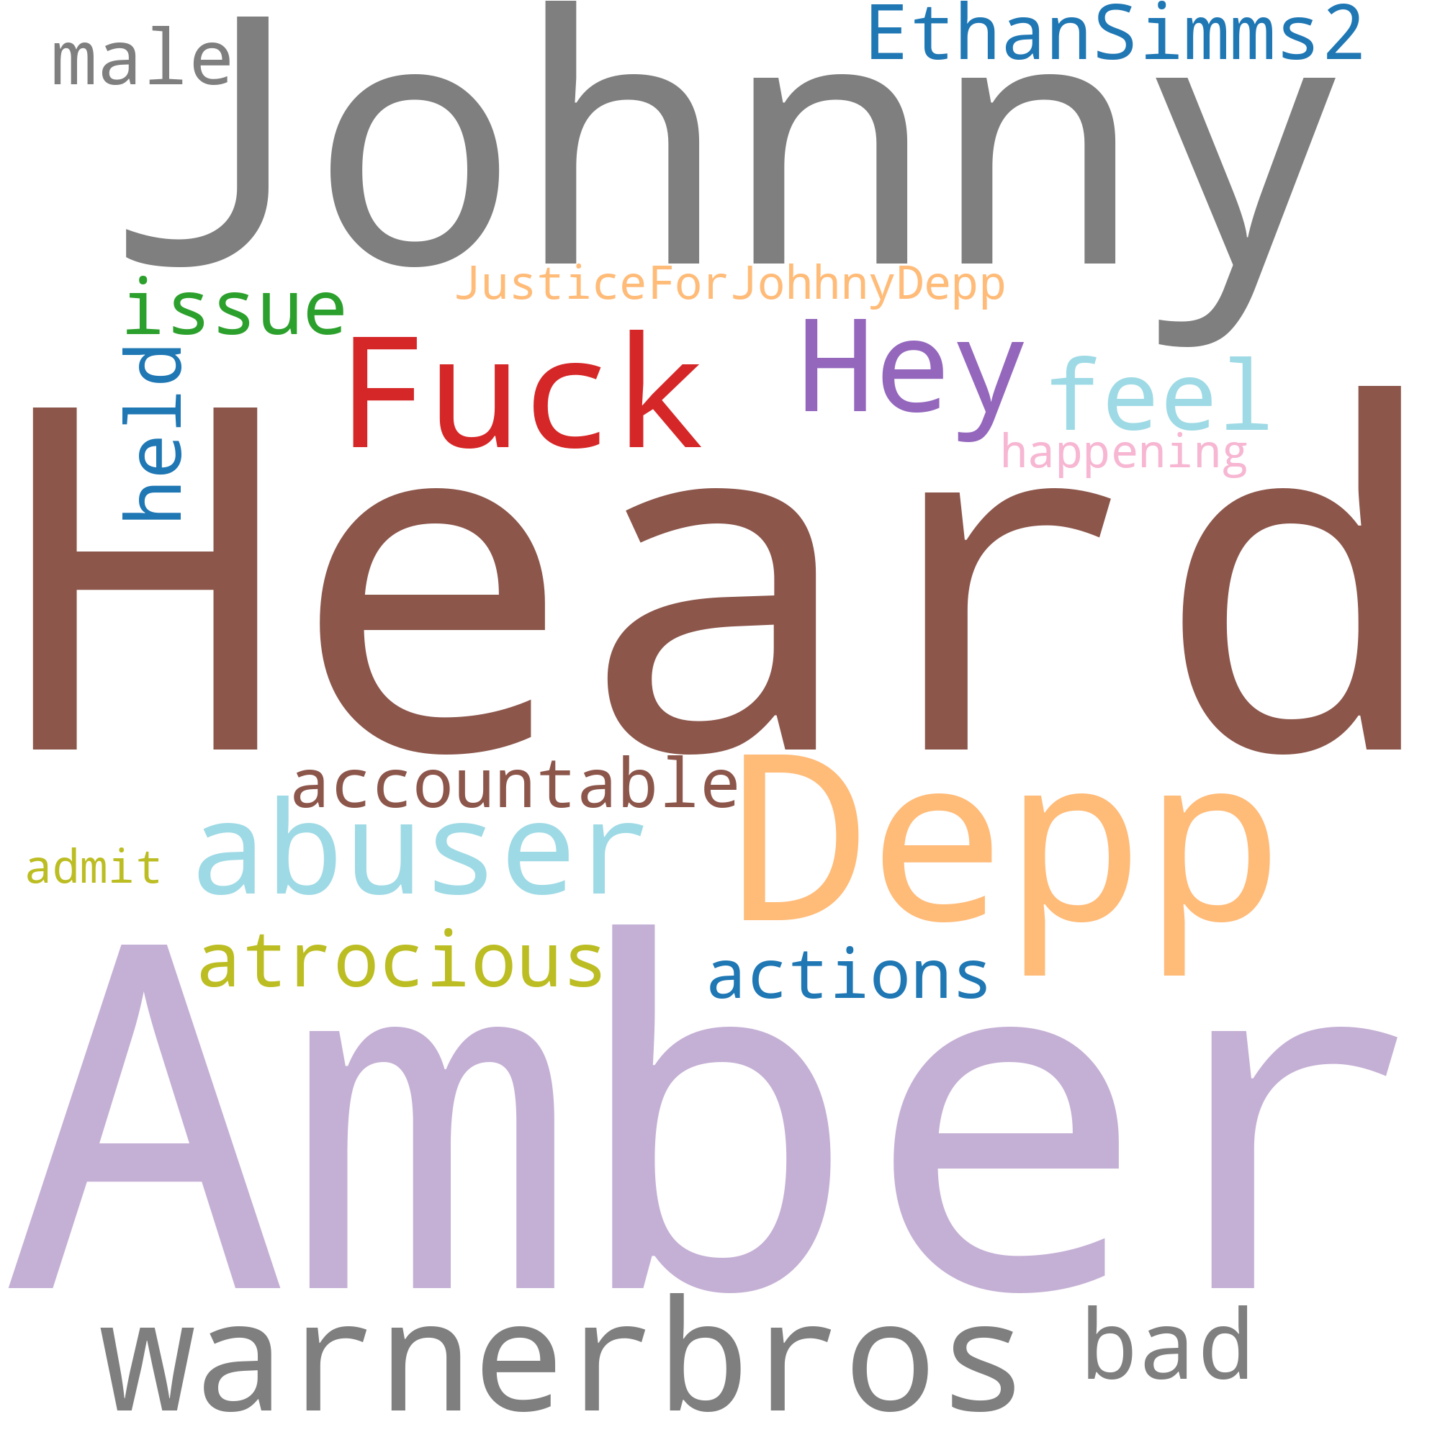 male
EthanSimms2
Johnny
JusticeForJohhnyDepp
issue
held
Fuck
Hey
feel
happening
Heard
accountable
Depp
abuser
admit
atrocious
actions
Amber
warnerbros
bad